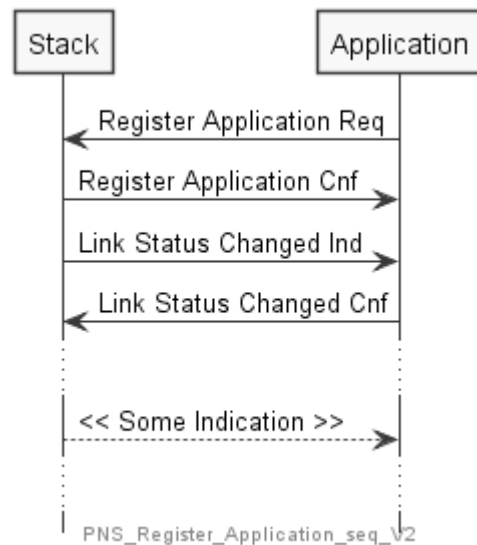 Stack
Application
Register Application Req
Register Application Cnf
Link Status Changed Ind
Link Status Changed Cnf
<< Some Indication >>
PNS_Register_Application_seq_V2